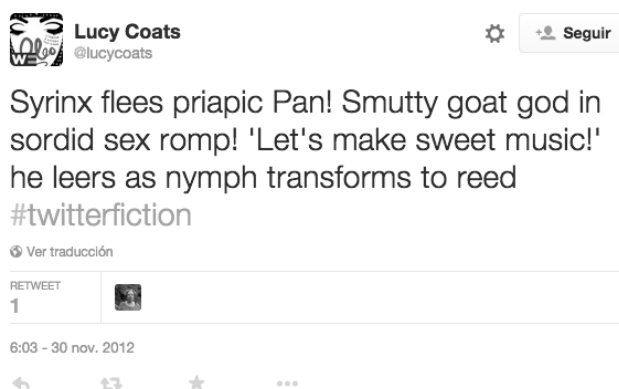 Lucy Coats
@lucycoats
Seguir
Syrinx flees priapic Pan! Smutty goat god in
sordid sex romp! 'Let's make sweet music!'
he leers as nymph transforms to reed
#twitterfiction
Ver traducción
RETWEET
1
6:03 - 30 nov. 2012